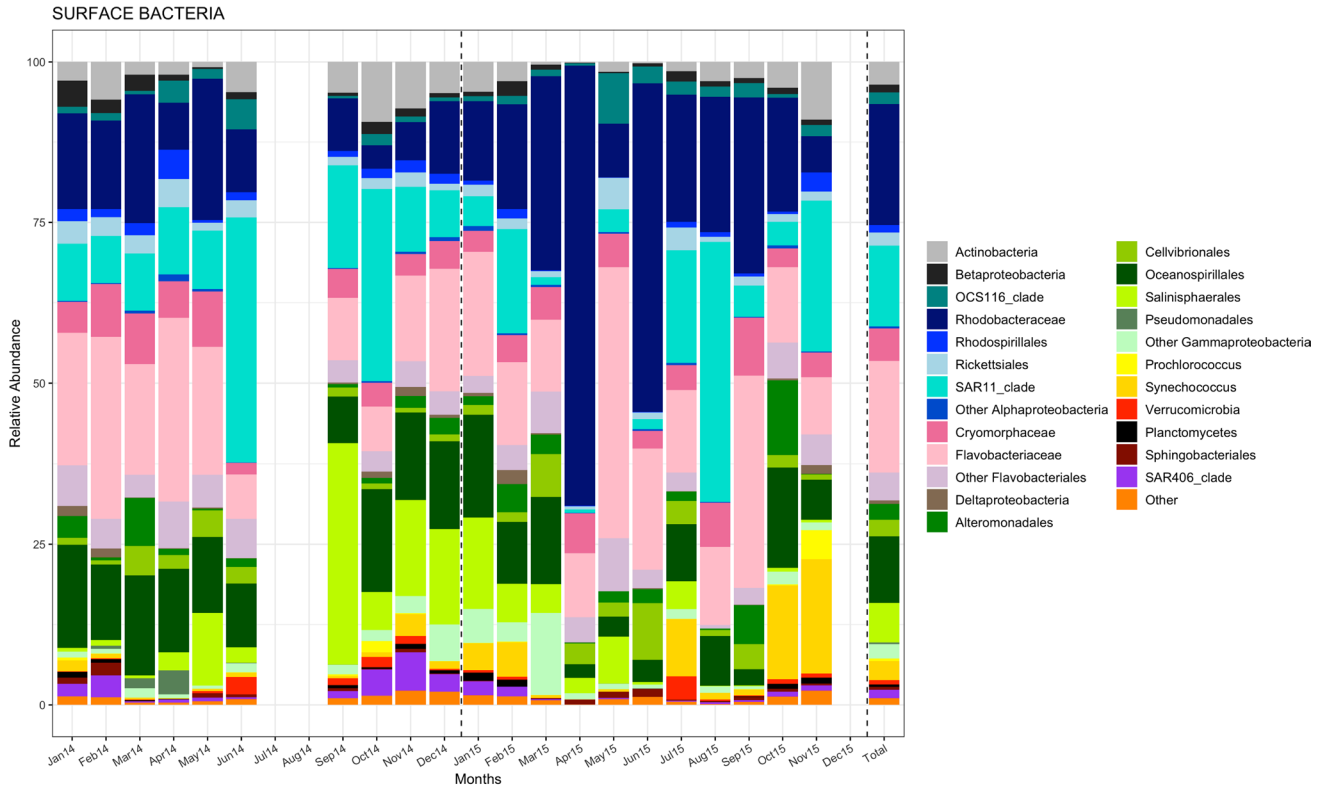 SURFACE BACTERIA
Relative Abundance
100
75
50
25
0
Jan14
Feb14
Mar14
Apr14
May14
Jun14
Jul14
Aug14
Sep14
Oct14
Nov14
Dec14
Jan15
Feb15
Mar15
Apr15
May15
Jun15
Jul15
Aug15
Sep15
Oct15
Nov15
Dec15
Total
Months
Actinobacteria
Betaproteobacteria
OCS116_clade
Rhodobacteraceae
Rhodospirillales
Rickettsiales
SAR11_clade
Other Alphaproteobacteria
Cryomorphaceae
Flavobacteriaceae
Other Flavobacteriales
Deltaproteobacteria
Alteromonadales
Cellvibrionales
Oceanospirillales
Salinisphaerales
Pseudomonadales
Other Gammaproteobacteria
Prochlorococcus
Synechococcus
Verrucomicrobia
Planctomycetes
Sphingobacteriales
SAR406_clade
Other